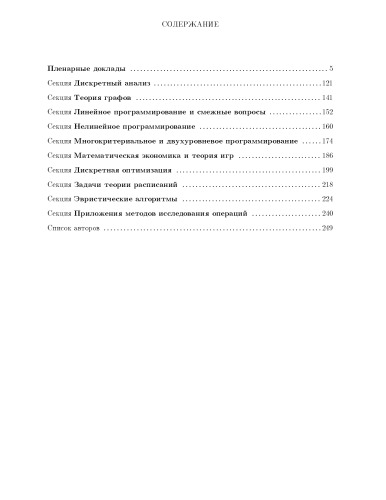 СОДЕРЖАНИЕ
Пленарные доклады 5
Секция Дискретный анализ 121
Секция Теория графов 141
Секция Линейное программирование и смежные вопросы 152
Секция Нелинейное программирование 160
Секция Многокритериальное и двухуровневое программирование 174
Секция Математическая экономика и теория игр 186
Секция Дискретная оптимизация 199
Секция Задачи теории расписаний 218
Секция Эвристические алгоритмы 224
Секция Приложения методов исследования операций 240
Список авторов 249